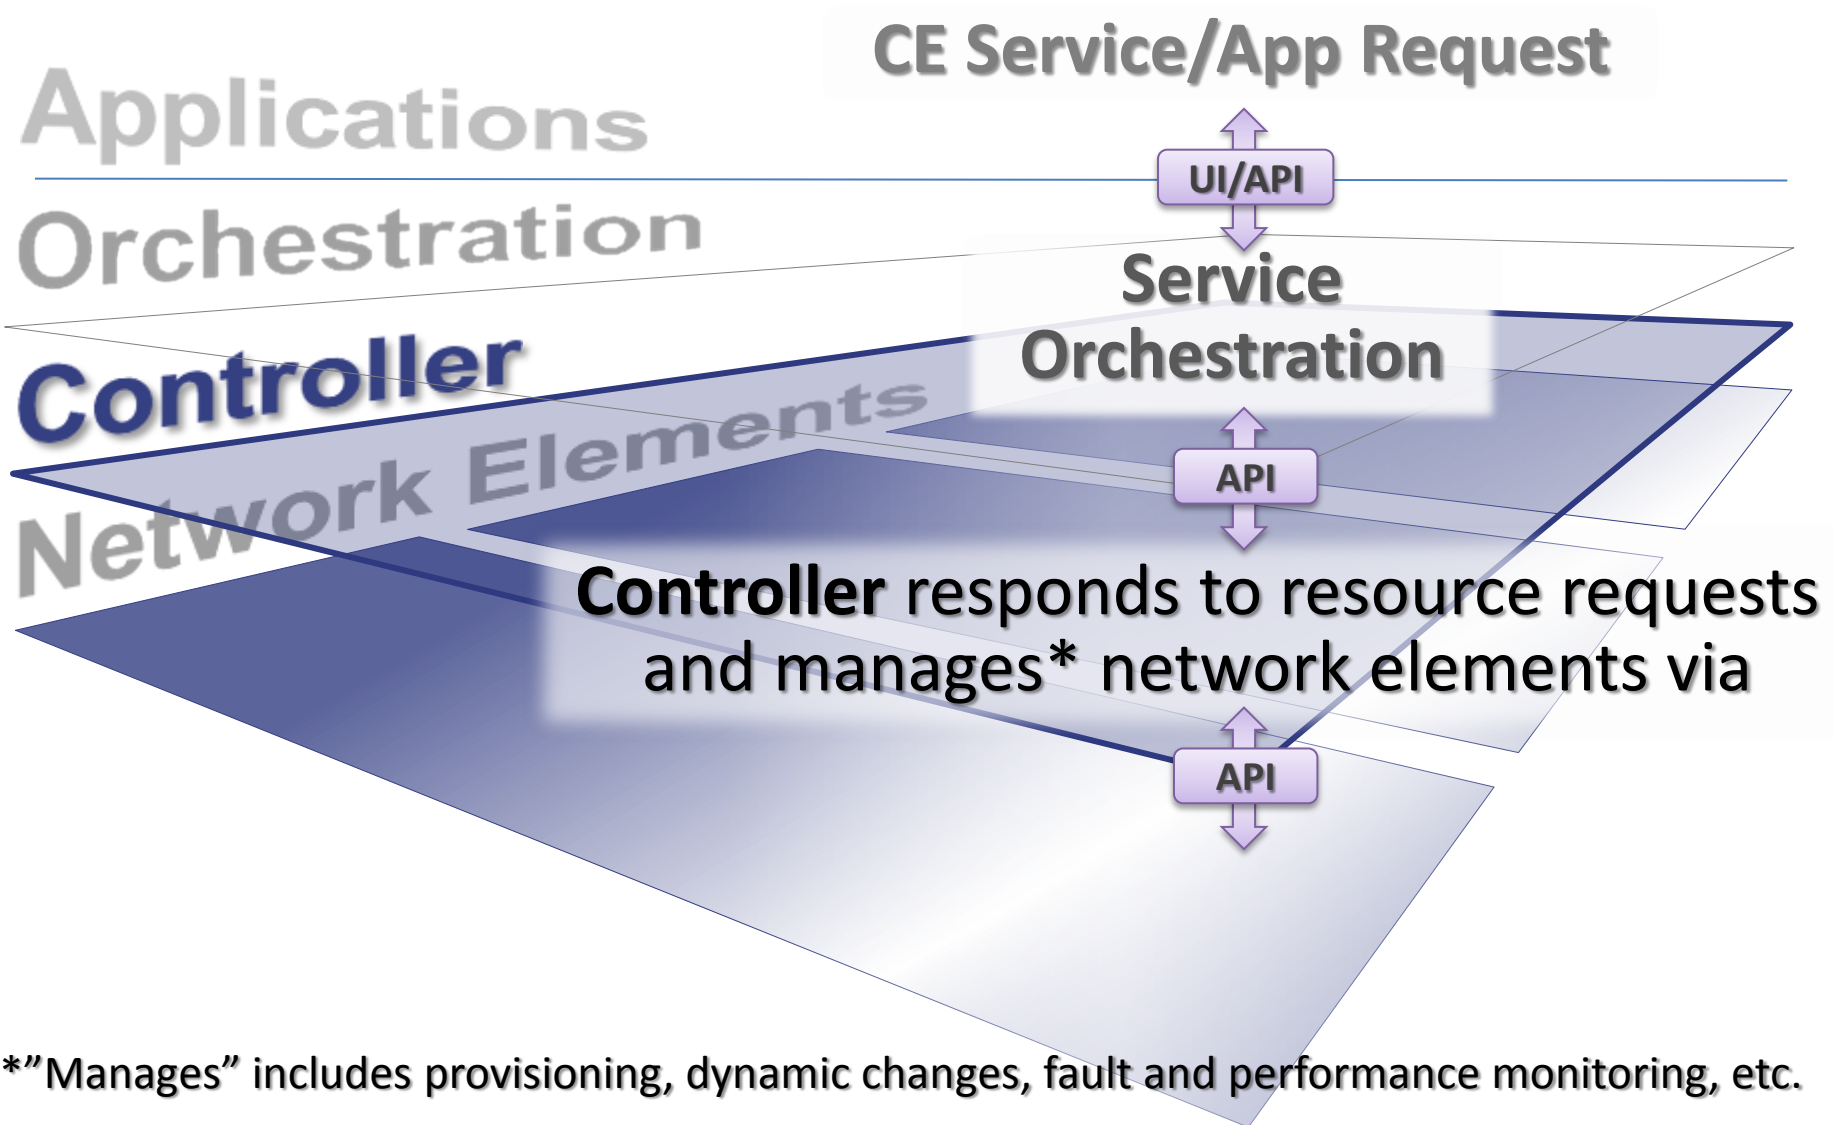 CE Service/App Request
Applications
UI/API
Orchestration
Service
Orchestration
Controller
Network Elements
API
Controller responds to resource requests
and manages* network elements via
API
*”Manages” includes provisioning, dynamic changes, fault and performance monitoring, etc.